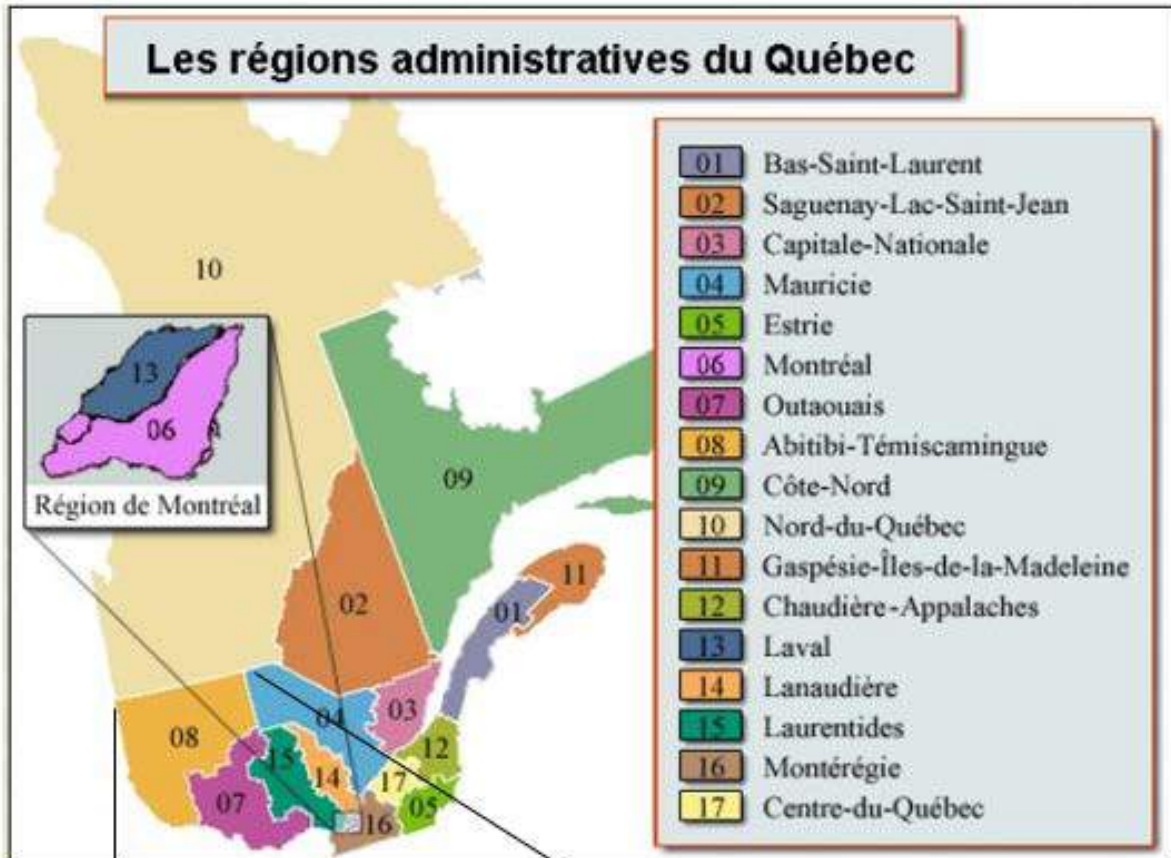 Les régions administratives du Québec
01 Bas-Saint-Laurent
02 Saguenay-Lac-Saint-Jean
03 Capitale-Nationale
04 Mauricie
05 Estrie
06 Montréal
07 Outaouais
08 Abitibi-Témiscamingue
09 Côte-Nord
10 Nord-du-Québec
11 Gaspésie-Îles-de-la-Madeleine
12 Chaudière-Appalaches
13 Laval
14 Lanaudière
15 Laurentides
16 Montérégie
17 Centre-du-Québec
10
13
06
Région de Montréal
09
11
01
02
03
04
08
12
15
14
17
07
05
16